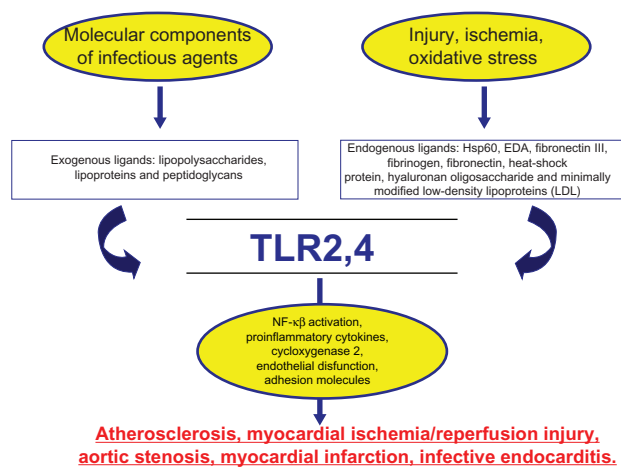 Molecular components
of infectious agents
Injury, ischemia,
oxidative stress
Exogenous ligands: lipopolysaccharides,
lipoproteins and peptidoglycans
Endogenous ligands: Hsp60, EDA, fibronectin III,
fibrinogen, fibronectin, heat-shock
protein, hyaluronan oligosaccharide and minimally
modified low-density lipoproteins (LDL)
TLR2,4
NF-κβ activation,
proinflammatory cytokines,
cycloxygenase 2,
endothelial disfunction,
adhesion molecules
Atherosclerosis, myocardial ischemia/reperfusion injury,
aortic stenosis, myocardial infarction, infective endocarditis.